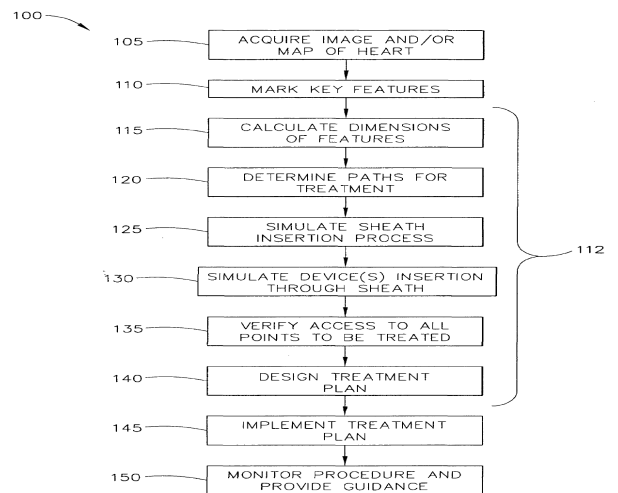 100
105
ACQUIRE IMAGE AND/OR
MAP OF HEART
110
MARK KEY FEATURES
115
CALCULATE DIMENSIONS
OF FEATURES
120
DETERMINE PATHS FOR
TREATMENT
125
SIMULATE SHEATH
INSERTION PROCESS
112
130
SIMULATE DEVICE(S) INSERTION
THROUGH SHEATH
135
VERIFY ACCESS TO ALL
POINTS TO BE TREATED
140
DESIGN TREATMENT
PLAN
145
IMPLEMENT TREATMENT
PLAN
150
MONITOR PROCEDURE AND
PROVIDE GUIDANCE